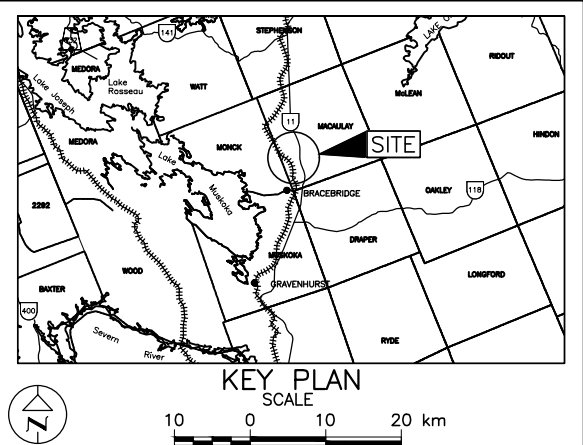 STEPHENSON
141
LAKE OF
RIDOUT
MEDORA
Lake
Rosseau
WATT
McLEAN
Lake Joseph
11
MACAULAY
SITE
HINDON
MEDORA
MONCK
Lake
Muskoka
BRACEBRIDGE
OAKLEY
118
2292
DRAPER
MUSKOKA
WOOD
LONGFORD
BAXTER
GRAVENHURST
400
Severn
River
RYDE
KEY PLAN
SCALE
N
10 0 10 20 km